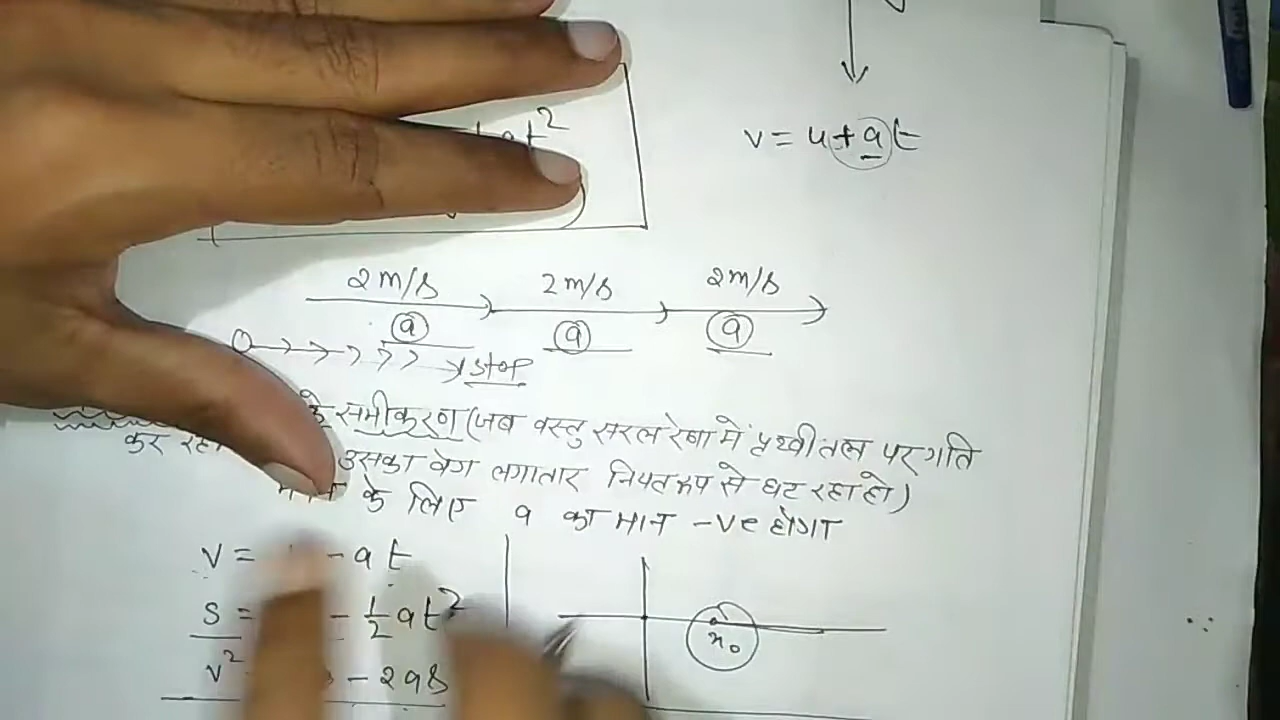 at²
v = u + at
2m/s 2m/s 2m/s
a a a
stop
के समीकरण (जब वस्तु सरल रेखा में पृथ्वी तल पर गति
कर उसका वेग लगातार नियत रूप से घट रहा हो)
के लिए a का मान -ve होगा
v = - at
s = - 1/2 at²
v² - 2as
x₀